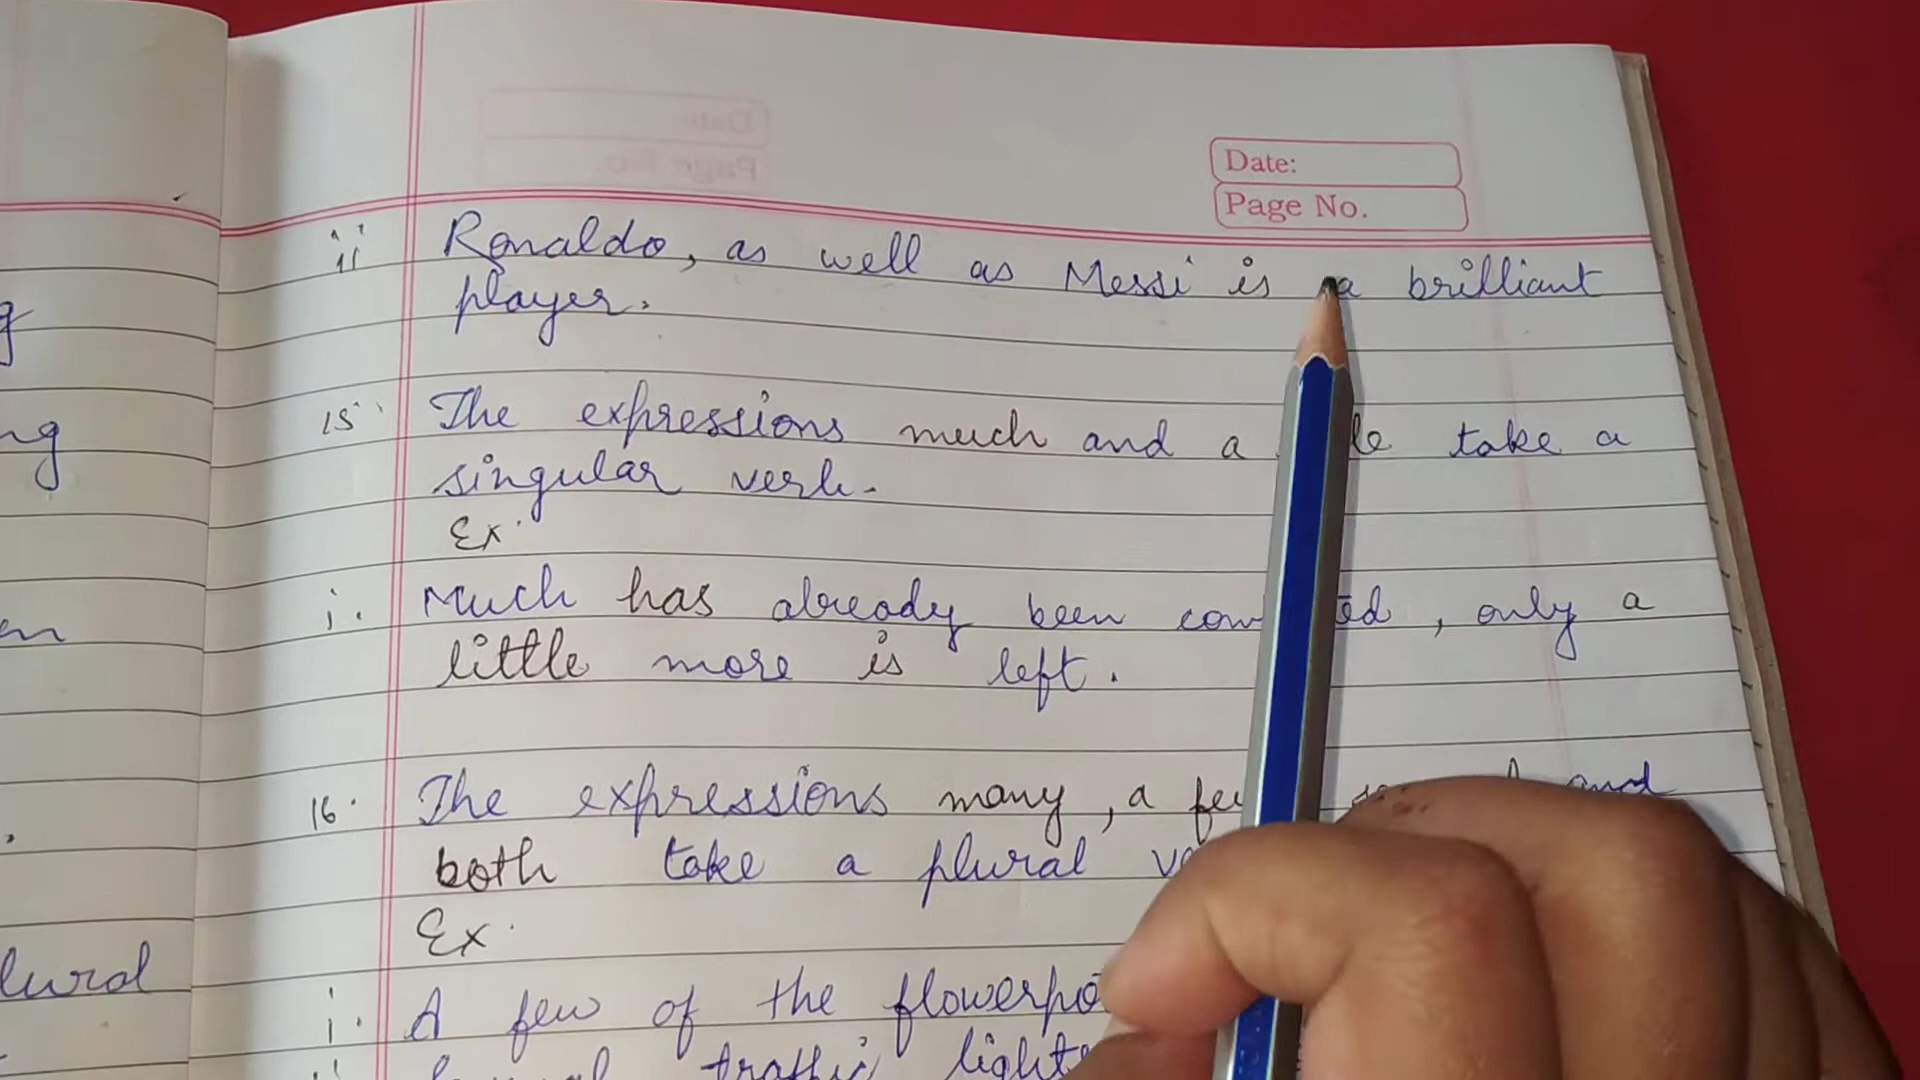 Date:
Page No.
ii Ronaldo, as well as Messi is a brilliant
player.
15. The expressions much and a take a
singular verb.
Ex.
i. Much has already been only a
little more is left.
16. The expressions many, a and
both take a plural
Ex.
i. A few of the
traffic